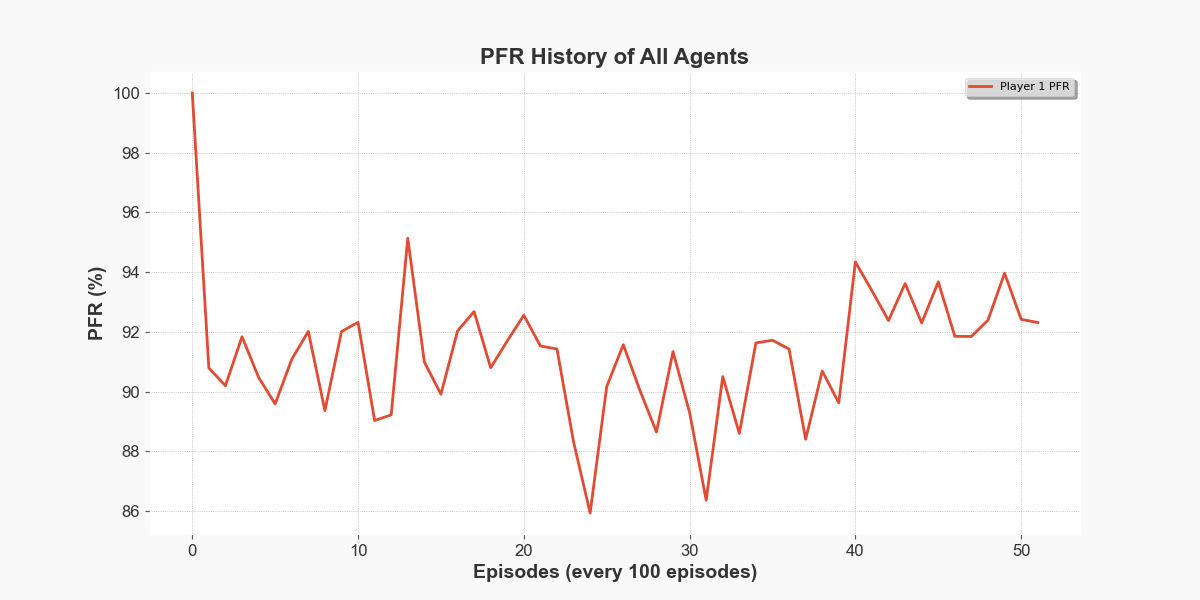 PFR History of All Agents
Player 1 PFR
PFR (%)
100
98
96
94
92
90
88
86
0 10 20 30 40 50
Episodes (every 100 episodes)